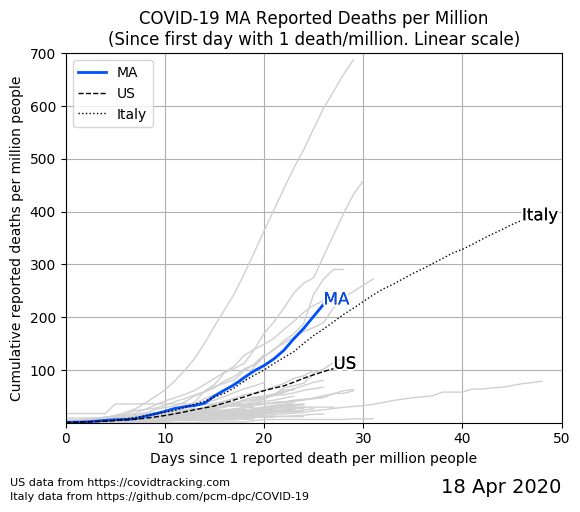 COVID-19 MA Reported Deaths per Million
(Since first day with 1 death/million. Linear scale)
700
600
500
400
300
200
100
MA
US
Italy
Italy
MA
US
0
10
20
30
40
50
Cumulative reported deaths per million people
Days since 1 reported death per million people
US data from https://covidtracking.com
Italy data from https://github.com/pcm-dpc/COVID-19
18 Apr 2020